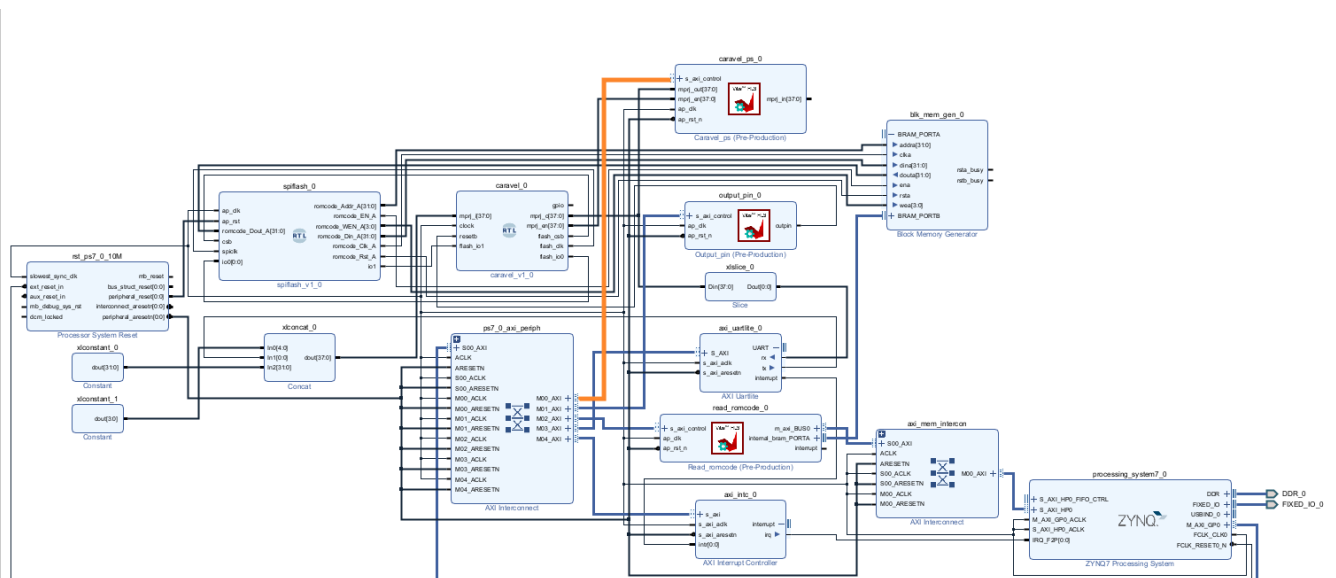 caravel_ps_0
s_axi_control
mprj_out[37:0]
mprj_en[37:0]
ap_clk
ap_rst_n
mprj_in[37:0]
Caravel_ps (Pre-Production)
blk_mem_gen_0
BRAM_PORTA
addra[31:0]
clka
dina[31:0]
douta[31:0]
ena
rsta
wea[3:0]
BRAM_PORTB
rsta_busy
rstb_busy
Block Memory Generator
spiflash_0
ap_clk
ap_rst
romcode_Dout_A[31:0]
csb
spiclk
io0[0:0]
romcode_Addr_A[31:0]
romcode_EN_A
romcode_WEN_A[3:0]
romcode_Din_A[31:0]
romcode_Clk_A
romcode_Rst_A
io1
RTL
spiflash_v1_0
caravel_0
mprj_i[37:0]
clock
resetb
flash_io1
gpio
mprj_o[37:0]
mprj_en[37:0]
flash_csb
flash_clk
flash_io0
RTL
caravel_v1_0
output_pin_0
s_axi_control
ap_clk
ap_rst_n
outpin
Output_pin (Pre-Production)
xlslice_0
Din[37:0]
Dout[0:0]
Slice
rst_ps7_0_10M
slowest_sync_clk
ext_reset_in
aux_reset_in
mb_debug_sys_rst
dcm_locked
mb_reset
bus_struct_reset[0:0]
peripheral_reset[0:0]
interconnect_aresetn[0:0]
peripheral_aresetn[0:0]
Processor System Reset
xlconstant_0
dout[31:0]
Constant
xlconstant_1
dout[3:0]
Constant
xlconcat_0
In0[4:0]
In1[0:0]
In2[31:0]
dout[37:0]
Concat
ps7_0_axi_periph
S00_AXI
ACLK
ARESETN
S00_ACLK
S00_ARESETN
M00_ACLK
M00_ARESETN
M01_ACLK
M01_ARESETN
M02_ACLK
M02_ARESETN
M03_ACLK
M03_ARESETN
M04_ACLK
M04_ARESETN
M00_AXI
M01_AXI
M02_AXI
M03_AXI
M04_AXI
AXI Interconnect
axi_uartlite_0
S_AXI
s_axi_aclk
s_axi_aresetn
UART
rx
tx
interrupt
AXI Uartlite
read_romcode_0
s_axi_control
ap_clk
ap_rst_n
m_axi_BUS0
internal_bram_PORTA
interrupt
Read_romcode (Pre-Production)
axi_intc_0
s_axi
s_axi_aclk
s_axi_aresetn
intr[0:0]
interrupt
irq
AXI Interrupt Controller
axi_mem_intercon
S00_AXI
ACLK
ARESETN
S00_ACLK
S00_ARESETN
M00_ACLK
M00_ARESETN
M00_AXI
AXI Interconnect
processing_system7_0
S_AXI_HP0_FIFO_CTRL
S_AXI_HP0
M_AXI_GP0_ACLK
S_AXI_HP0_ACLK
IRQ_F2P[0:0]
ZYNQ
DDR
FIXED_IO
USBIND_0
M_AXI_GP0
FCLK_CLK0
FCLK_RESET0_N
ZYNQ7 Processing System
DDR_0
FIXED_IO_0